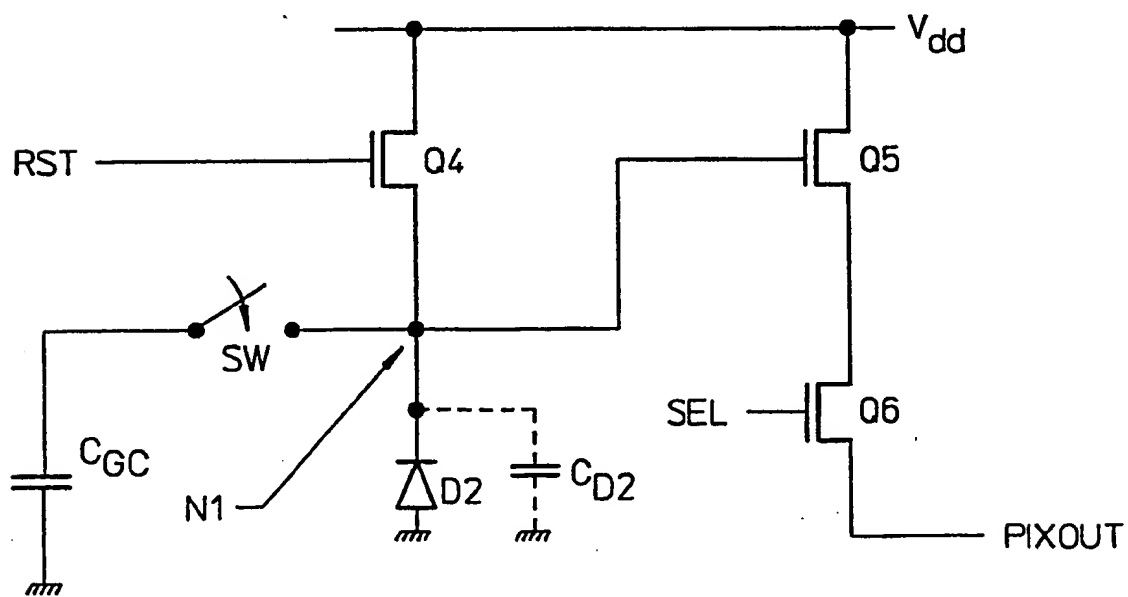 Vdd
RST
Q4
Q5
SW
SEL
Q6
CGC
N1
D2
CD2
PIXOUT